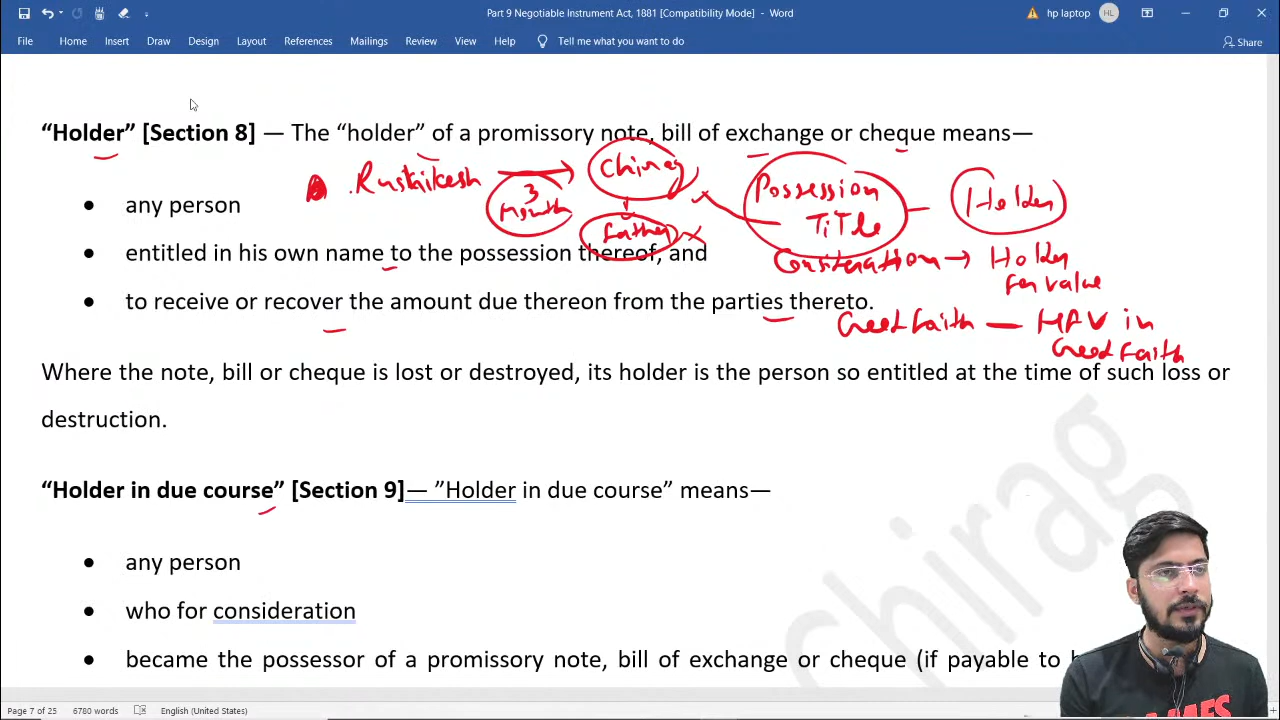 Part 9 Negotiable Instrument Act, 1881 [Compatibility Mode] - Word
hp laptop
HL
File Home Insert Draw Design Layout References Mailings Review View Help Tell me what you want to do
Share
“Holder” [Section 8] — The “holder” of a promissory note, bill of exchange or cheque means—
Chirag
3 Month
Father
Possession
TiTle
Holder
• any person
• entitled in his own name to the possession thereof, and
Holder
For value
• to receive or recover the amount due thereon from the parties thereto.
Good Faith — HFV in
Good Faith
Where the note, bill or cheque is lost or destroyed, its holder is the person so entitled at the time of such loss or
destruction.
“Holder in due course” [Section 9]— ”Holder in due course” means—
• any person
• who for consideration
• became the possessor of a promissory note, bill of exchange or cheque (if payable to
chirag
Page 7 of 25 6780 words English (United States)